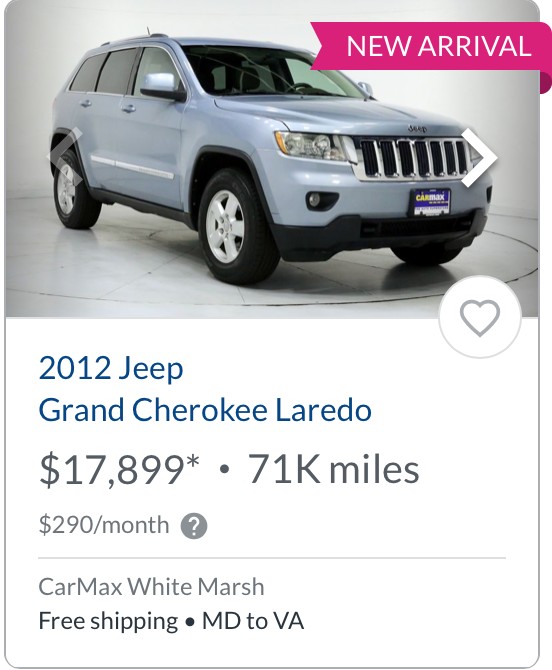 NEW ARRIVAL
Jeep
CARMAX
2012 Jeep
Grand Cherokee Laredo
$17,899* • 71K miles
$290/month ?
CarMax White Marsh
Free shipping • MD to VA